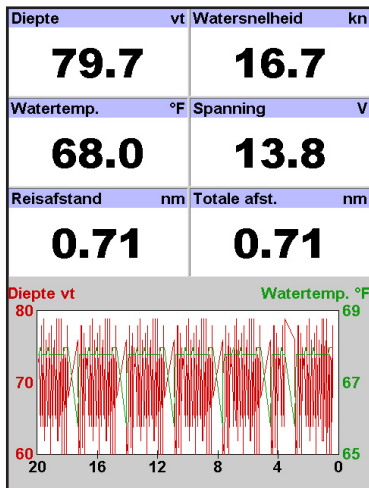 Diepte vt Watersnelheid kn
79.7 16.7
Watertemp. °F Spanning V
68.0 13.8
Reisafstand nm Totale afst. nm
0.71 0.71
Diepte vt Watertemp. °F
80 69
70 67
60 65
20 16 12 8 4 0